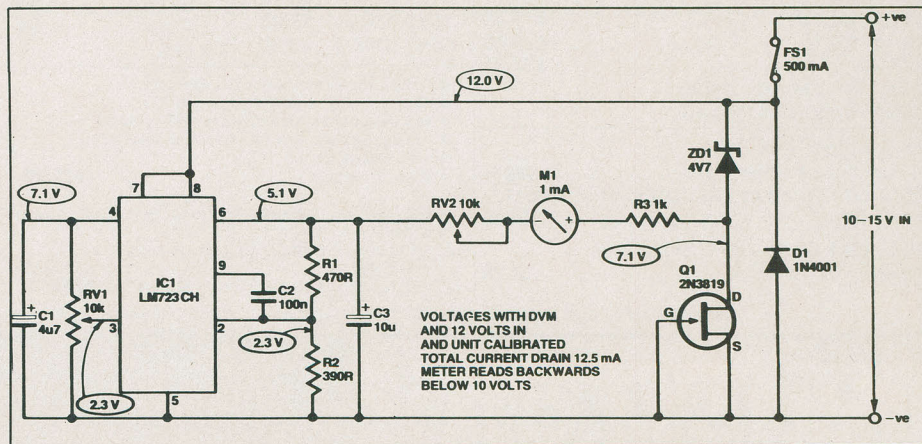 +ve
FS1
500 mA
12.0 V
ZD1
4V7
7
8
7.1 V
4
6
5.1 V
RV2 10k
M1
1 mA
-
+
R3 1k
10-15 V IN
7.1 V
D1
1N4001
9
R1
470R
IC1
LM723 CH
C2
100n
RV1
10k
+
C1
4u7
3
2
2.3 V
+
C3
10u
Q1
2N3819
D
G
S
R2
390R
2.3 V
5
VOLTAGES WITH DVM
AND 12 VOLTS IN
AND UNIT CALIBRATED
TOTAL CURRENT DRAIN 12.5 mA
METER READS BACKWARDS
BELOW 10 VOLTS
-ve